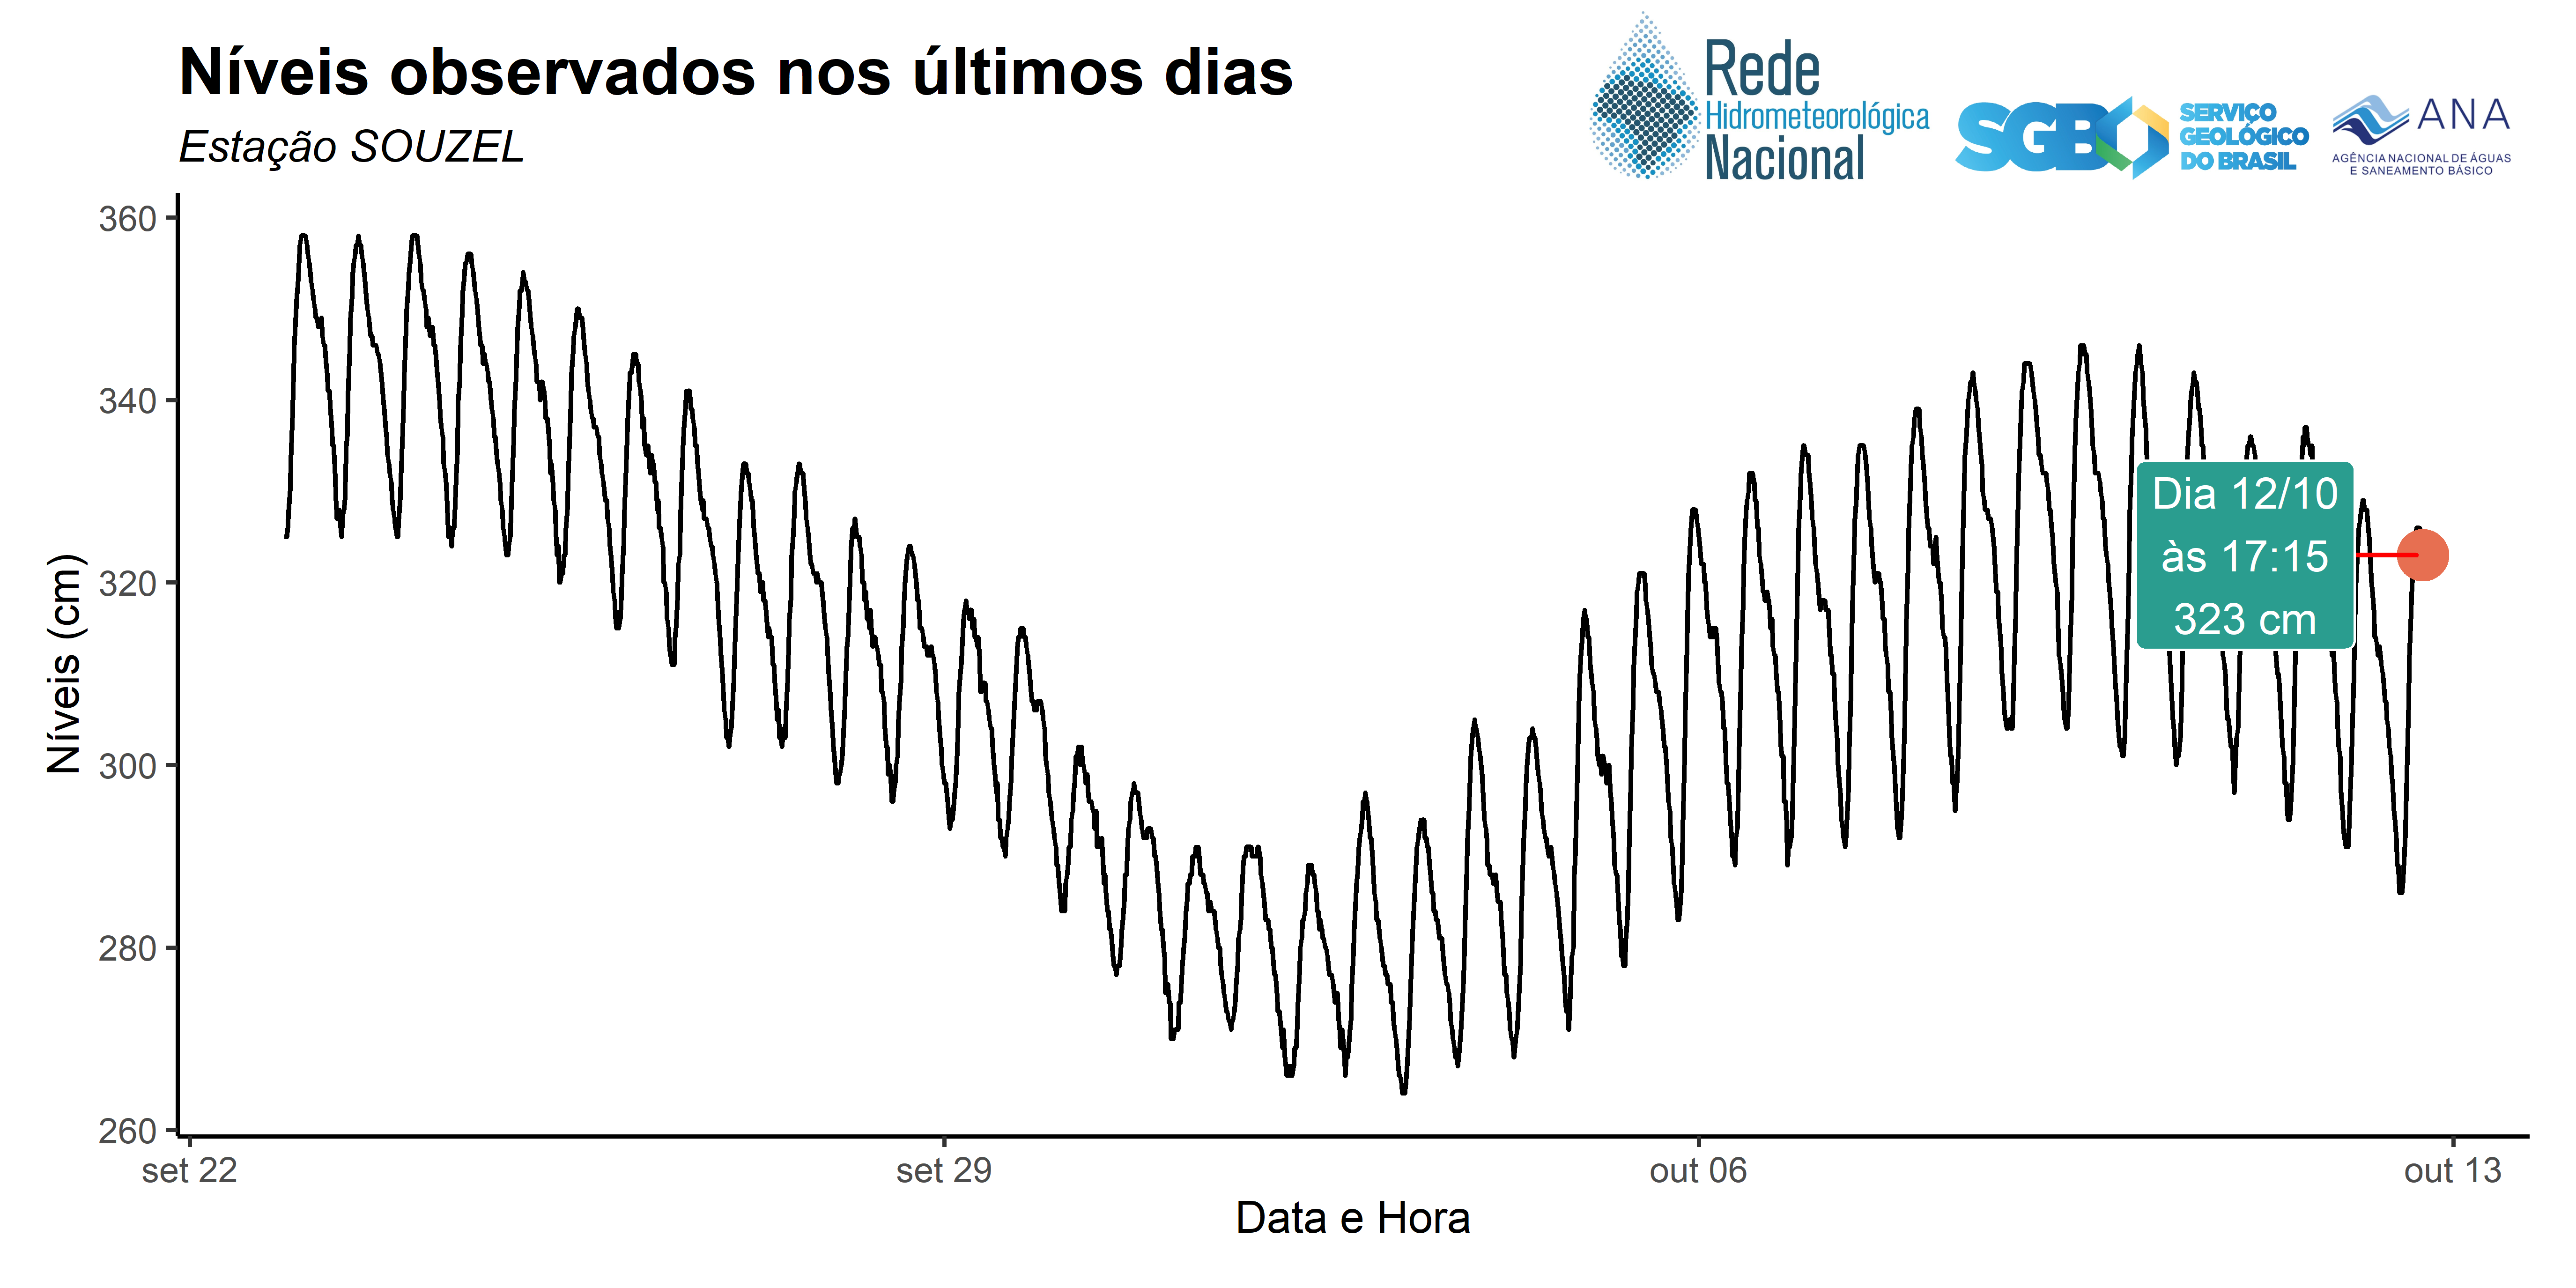 Níveis observados nos últimos dias
Estação SOUZEL
Rede
Hidrometeorológica
Nacional
SGB
SERVIÇO
GEOLÓGICO
DO BRASIL
ANA
AGÊNCIA NACIONAL DE ÁGUAS
E SANEAMENTO BÁSICO
Níveis (cm)
360
340
320
300
280
260
Dia 12/10
às 17:15
323 cm
set 22
set 29
out 06
out 13
Data e Hora